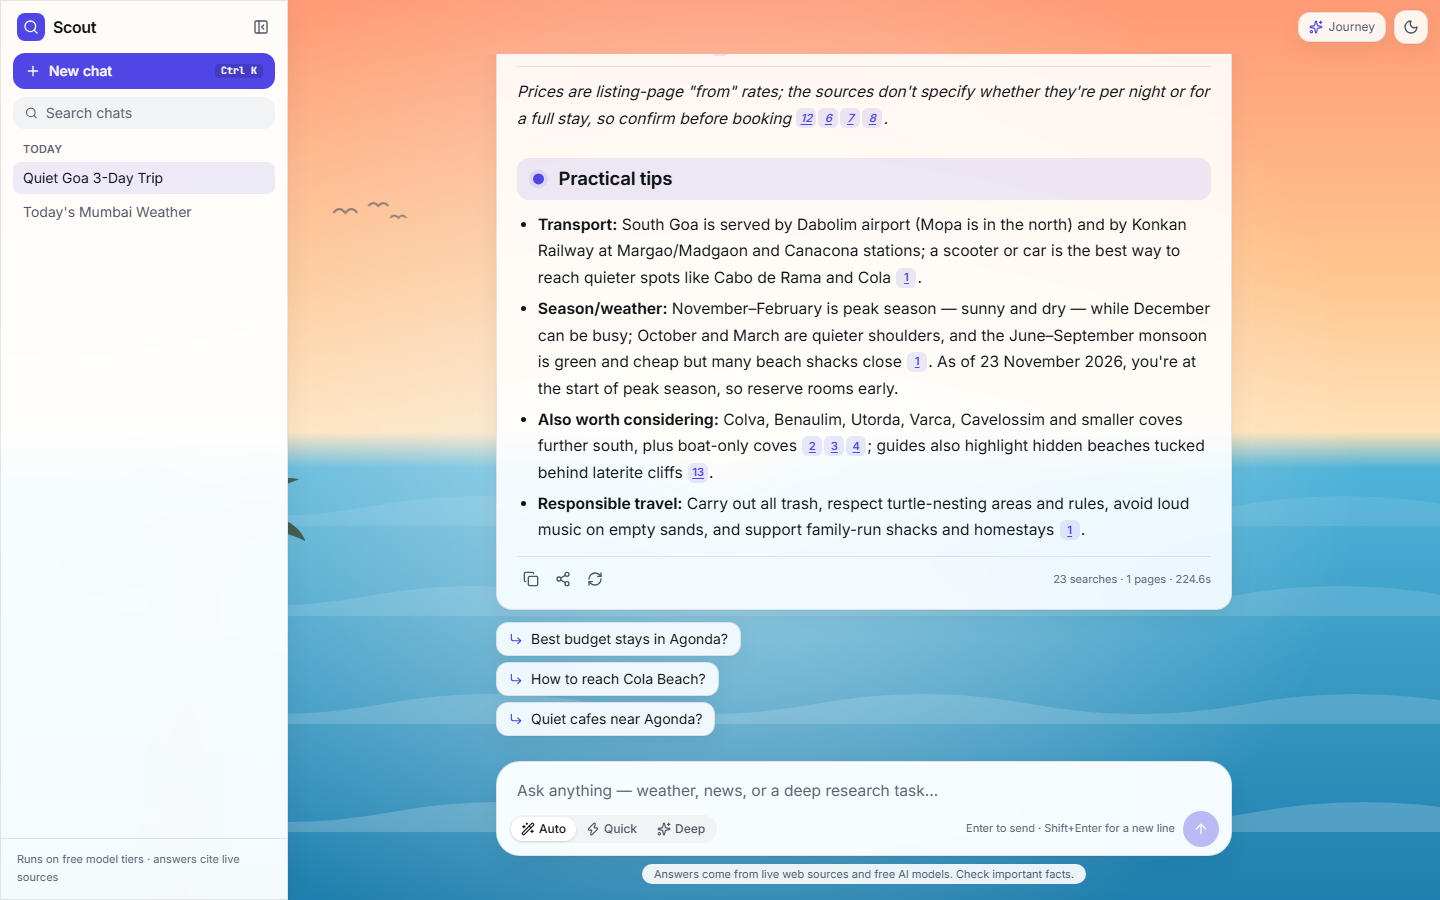 Scout
New chat
Ctrl K
Search chats
TODAY
Quiet Goa 3-Day Trip
Today's Mumbai Weather
Runs on free model tiers · answers cite live
sources
Journey
Prices are listing-page "from" rates; the sources don't specify whether they're per night or for
a full stay, so confirm before booking 12 6 7 8 .
Practical tips
• Transport: South Goa is served by Dabolim airport (Mopa is in the north) and by Konkan
Railway at Margao/Madgaon and Canacona stations; a scooter or car is the best way to
reach quieter spots like Cabo de Rama and Cola 1 .
• Season/weather: November–February is peak season — sunny and dry — while December
can be busy; October and March are quieter shoulders, and the June–September monsoon
is green and cheap but many beach shacks close 1 . As of 23 November 2026, you're at
the start of peak season, so reserve rooms early.
• Also worth considering: Colva, Benaulim, Utorda, Varca, Cavelossim and smaller coves
further south, plus boat-only coves 2 3 4 ; guides also highlight hidden beaches tucked
behind laterite cliffs 13 .
• Responsible travel: Carry out all trash, respect turtle-nesting areas and rules, avoid loud
music on empty sands, and support family-run shacks and homestays 1 .
23 searches · 1 pages · 224.6s
Best budget stays in Agonda?
How to reach Cola Beach?
Quiet cafes near Agonda?
Ask anything — weather, news, or a deep research task...
Auto Quick Deep
Enter to send · Shift+Enter for a new line
Answers come from live web sources and free AI models. Check important facts.